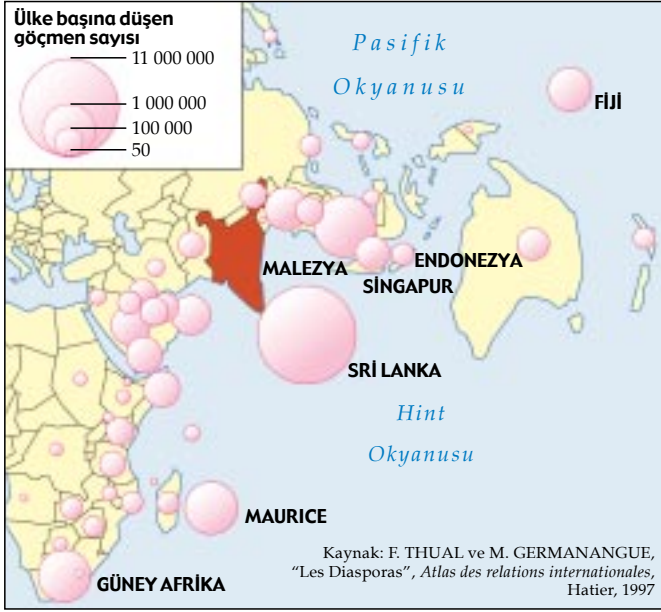 Ülke başına düşen
göçmen sayısı
11 000 000
1 000 000
100 000
50
Pasifik
Okyanusu
FİJİ
MALEZYA
ENDONEZYA
SİNGAPUR
SRİ LANKA
Hint
Okyanusu
MAURICE
GÜNEY AFRİKA
Kaynak: F. THUAL ve M. GERMANANGUE,
“Les Diasporas”, Atlas des relations internationales,
Hatier, 1997